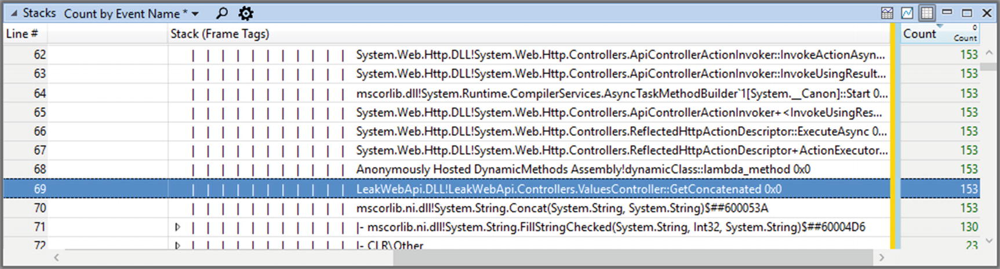 Stacks Count by Event Name *
Line # Stack (Frame Tags) Count 0 Count
62 System.Web.Http.DLL!System.Web.Http.Controllers.ApiControllerActionInvoker::InvokeActionAsyn... 153
63 System.Web.Http.DLL!System.Web.Http.Controllers.ApiControllerActionInvoker::InvokeUsingResult... 153
64 mscorlib.dll!System.Runtime.CompilerServices.AsyncTaskMethodBuilder`1[System.__Canon]::Start 0... 153
65 System.Web.Http.DLL!System.Web.Http.Controllers.ApiControllerActionInvoker+<InvokeUsingRes... 153
66 System.Web.Http.DLL!System.Web.Http.Controllers.ReflectedHttpActionDescriptor::ExecuteAsync 0... 153
67 System.Web.Http.DLL!System.Web.Http.Controllers.ReflectedHttpActionDescriptor+ActionExecutor... 153
68 Anonymously Hosted DynamicMethods Assembly!dynamicClass::lambda_method 0x0 153
69 LeakWebApi.DLL!LeakWebApi.Controllers.ValuesController::GetConcatenated 0x0 153
70 mscorlib.ni.dll!System.String.Concat(System.String, System.String)$##600053A 153
71 |- mscorlib.ni.dll!System.String.FillStringChecked(System.String, Int32, System.String)$##60004D6 130
72 |- CLR\Other 23